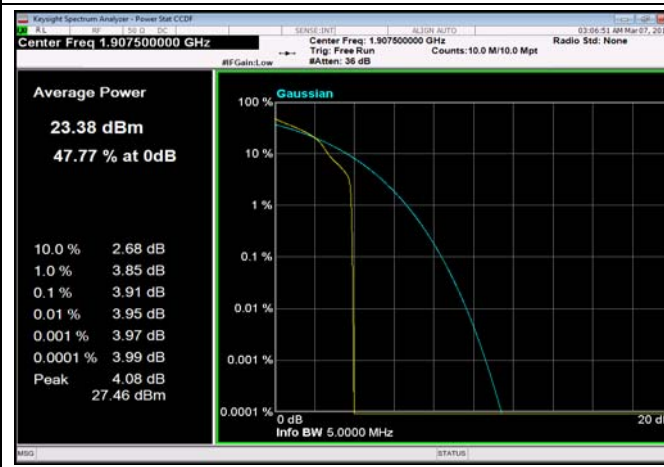 Keysight Spectrum Analyzer - Power Stat CCDF
RL RF 50 Ω DC SENSE:INT ALIGN AUTO 03:06:51 AM Mar 07, 201
Center Freq 1.907500000 GHz
Center Freq: 1.907500000 GHz Radio Std: None
Trig: Free Run Counts:10.0 M/10.0 Mpt
#IFGain:Low #Atten: 36 dB
Average Power
23.38 dBm
47.77 % at 0dB
10.0 % 2.68 dB
1.0 % 3.85 dB
0.1 % 3.91 dB
0.01 % 3.95 dB
0.001 % 3.97 dB
0.0001 % 3.99 dB
Peak 4.08 dB
27.46 dBm
Gaussian
100 %
10 %
1 %
0.1 %
0.01 %
0.001 %
0.0001 %
0 dB 20 dB
Info BW 5.0000 MHz
MSG STATUS